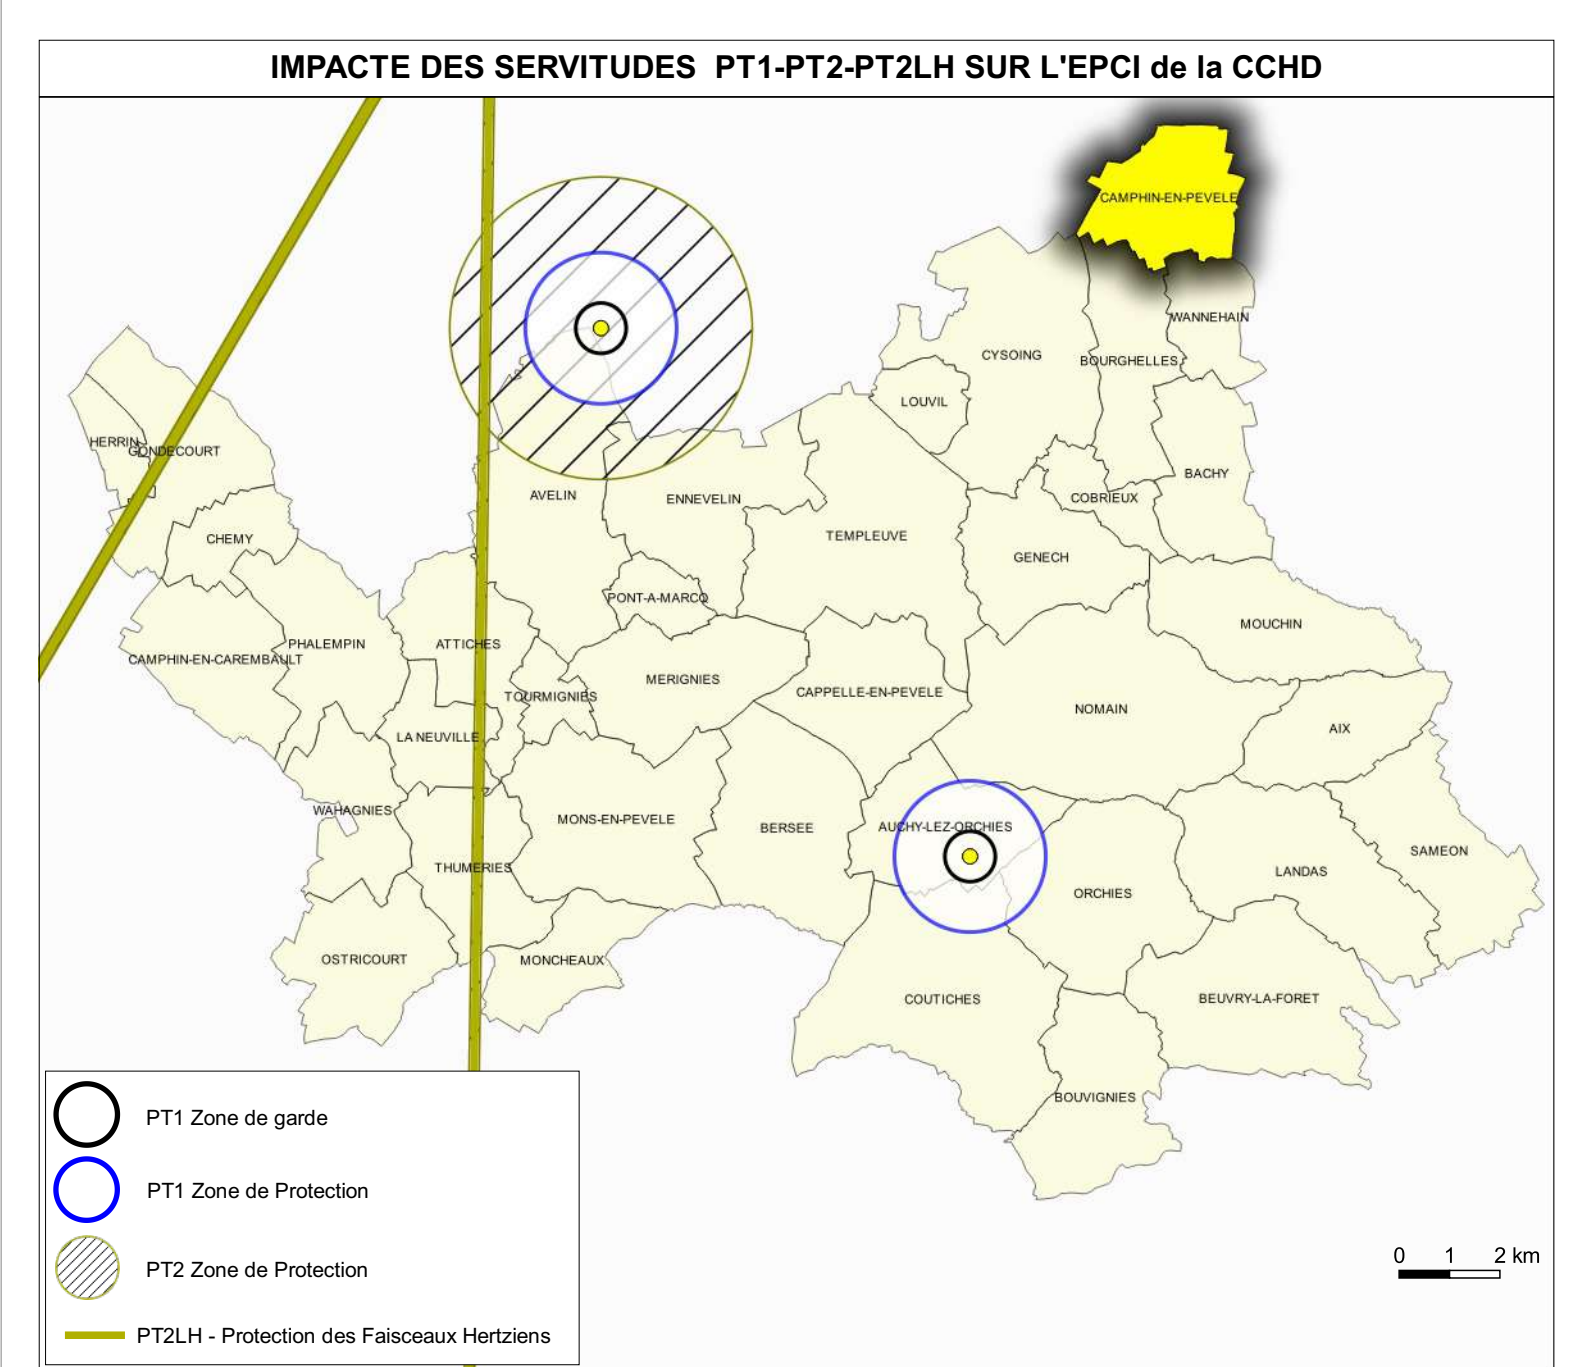 IMPACTE DES SERVITUDES PT1-PT2-PT2LH SUR L'EPCI de la CCHD
CAMPHIN-EN-PEVELE
WANNEHAIN
CYSOING
BOURGHELLES
LOUVIL
HERRIN
GONDECOURT
BACHY
AVELIN
ENNEVELIN
COBRIEUX
CHEMY
TEMPLEUVE
GENECH
PONT-A-MARCQ
MOUCHIN
PHALEMPIN
ATTICHES
CAMPHIN-EN-CAREMBAULT
MERIGNIES
TOURMIGNIES
CAPPELLE-EN-PEVELE
NOMAIN
AIX
LA NEUVILLE
WAHAGNIES
MONS-EN-PEVELE
BERSEE
AUCHY-LEZ-ORCHIES
SAMEON
THUMERIES
LANDAS
ORCHIES
OSTRICOURT
MONCHEAUX
COUTICHES
BEUVRY-LA-FORET
BOUVIGNIES
PT1 Zone de garde
PT1 Zone de Protection
PT2 Zone de Protection
PT2LH - Protection des Faisceaux Hertziens
0 1 2 km